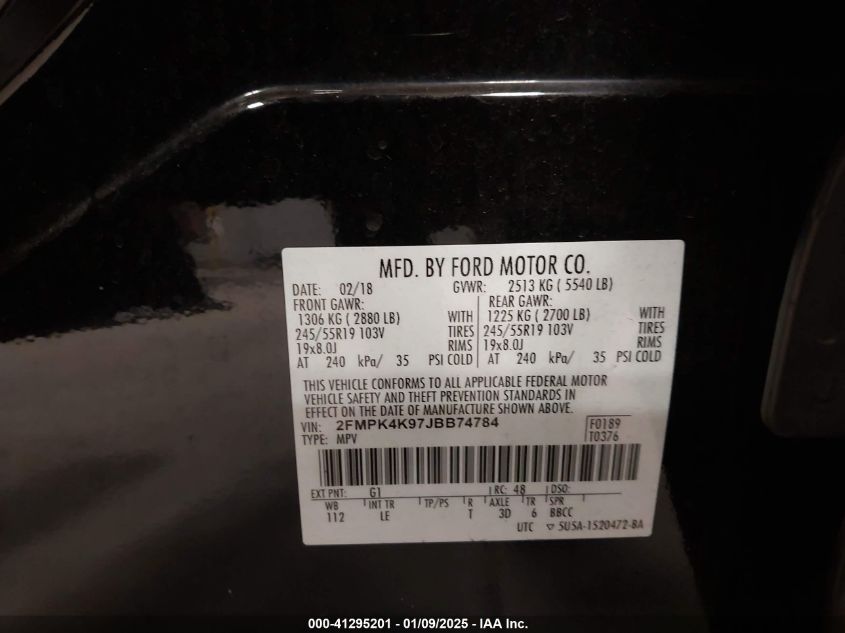 MFD. BY FORD MOTOR CO.
DATE: 02/18 GVWR: 2513 KG ( 5540 LB)
FRONT GAWR: REAR GAWR:
1306 KG ( 2880 LB) WITH 1225 KG ( 2700 LB) WITH
245/55R19 103V TIRES 245/55R19 103V TIRES
19x8.0J RIMS 19x8.0J RIMS
AT 240 kPa/ 35 PSI COLD AT 240 kPa/ 35 PSI COLD
THIS VEHICLE CONFORMS TO ALL APPLICABLE FEDERAL MOTOR
VEHICLE SAFETY AND THEFT PREVENTION STANDARDS IN
EFFECT ON THE DATE OF MANUFACTURE SHOWN ABOVE.
VIN: 2FMPK4K97JBB74784 F0189
TYPE: MPV T0376
EXT PNT: G1 RC: 48 DSO:
WB INT TR TP/PS R AXLE TR SPR
112 LE T 3D 6 BBCC
UTC ▽ 5USA-1520472-BA
000-41295201 - 01/09/2025 - IAA Inc.